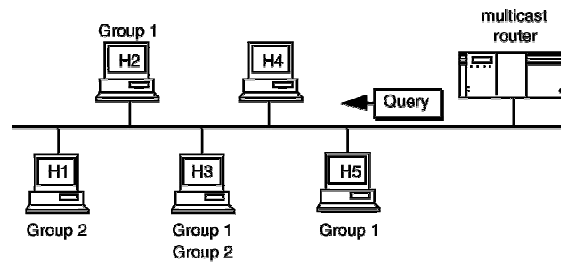 multicast
router
Group 1
H2
H4
Query
H1
H3
H5
Group 2
Group 1
Group 2
Group 1